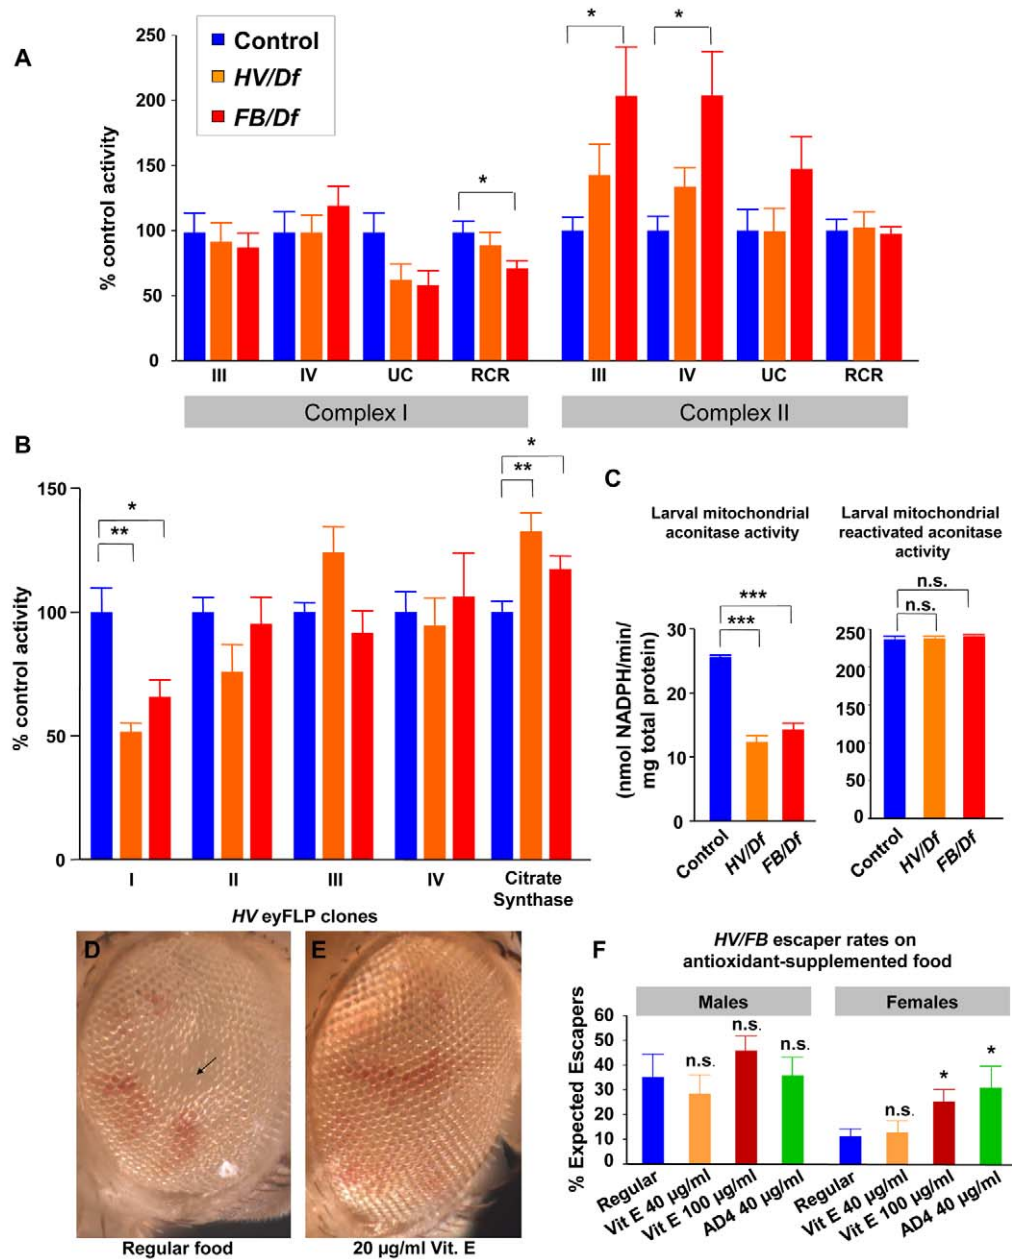 A
250
200
150
100
50
0
% control activity
Control
HV/Df
FB/Df
*
*
*
III IV UC RCR III IV UC RCR
Complex I Complex II
B
150
100
50
0
% control activity
*
**
*
**
I II III IV Citrate
Synthase
C
Larval mitochondrial
aconitase activity
Larval mitochondrial
reactivated aconitase
activity
(nmol NADPH/min/
mg total protein)
30
20
10
0
***
***
Control HV/Df FB/Df
250
200
150
100
50
0
n.s.
n.s.
Control HV/Df FB/Df
HV eyFLP clones
D
E
Regular food 20 µg/ml Vit. E
F
HV/FB escaper rates on
antioxidant-supplemented food
Males Females
% Expected Escapers
60
50
40
30
20
10
0
n.s. n.s. n.s. n.s. * *
Regular Vit E 40 µg/ml Vit E 100 µg/ml AD4 40 µg/ml Regular Vit E 40 µg/ml Vit E 100 µg/ml AD4 40 µg/ml